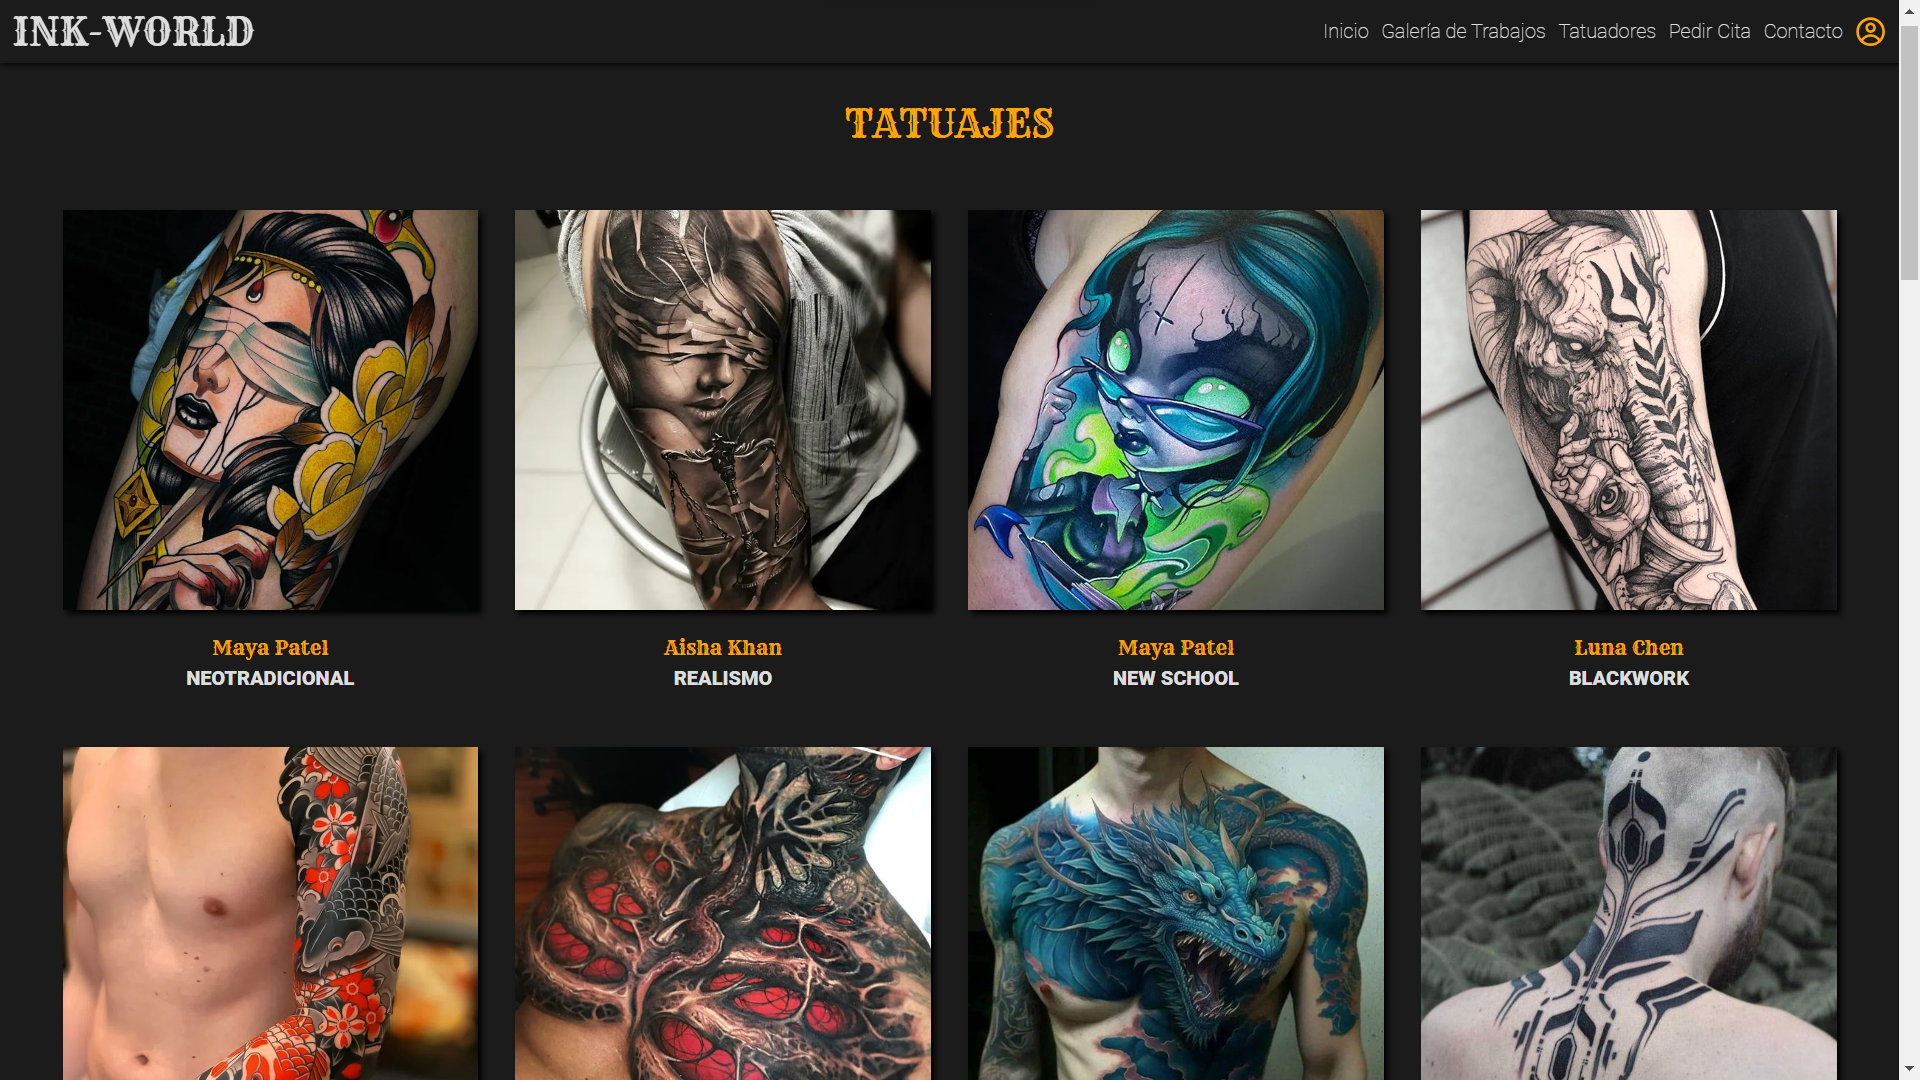 INK-WORLD
Inicio Galería de Trabajos Tatuadores Pedir Cita Contacto
TATUAJES
Maya Patel
NEOTRADICIONAL
Aisha Khan
REALISMO
Maya Patel
NEW SCHOOL
Luna Chen
BLACKWORK